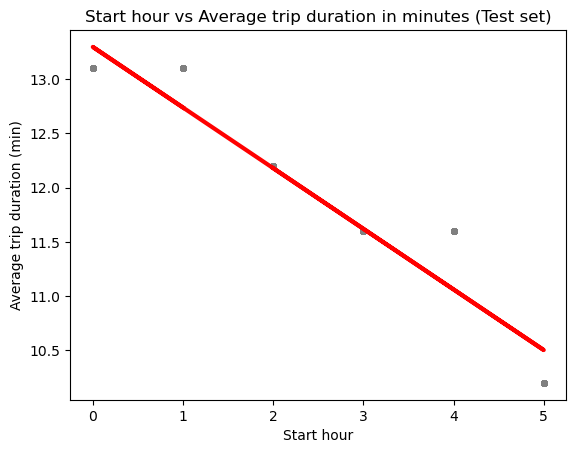 Start hour vs Average trip duration in minutes (Test set)
Average trip duration (min)
13.0
12.5
12.0
11.5
11.0
10.5
0 1 2 3 4 5
Start hour